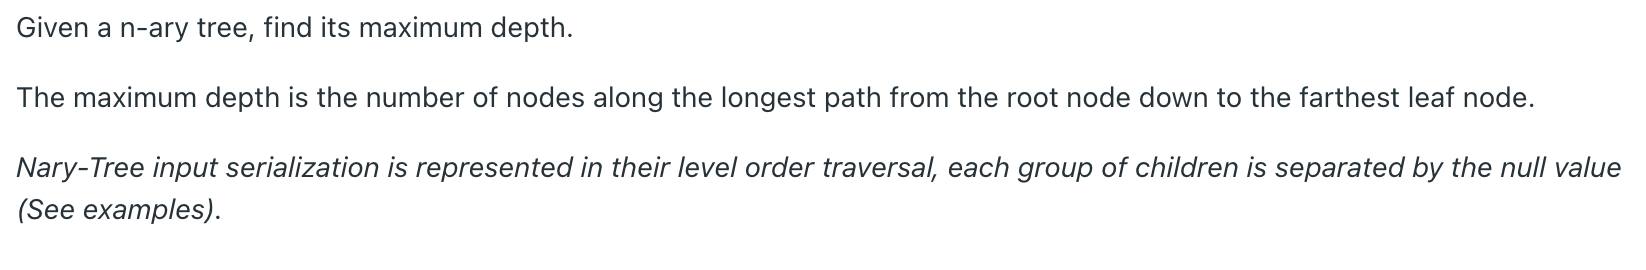 Given a n-ary tree, find its maximum depth.
The maximum depth is the number of nodes along the longest path from the root node down to the farthest leaf node.
Nary-Tree input serialization is represented in their level order traversal, each group of children is separated by the null value
(See examples).